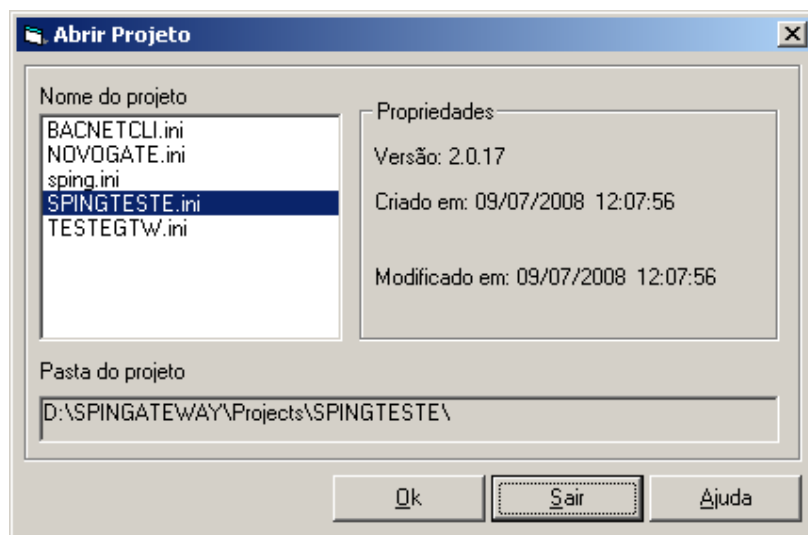 Abrir Projeto
Nome do projeto
BACNETCLI.ini
NOVOGATE.ini
sping.ini
SPINGTESTE.ini
TESTEGTW.ini
Propriedades
Versão: 2.0.17
Criado em: 09/07/2008 12:07:56
Modificado em: 09/07/2008 12:07:56
Pasta do projeto
D:\SPINGATEWAY\Projects\SPINGTESTE\
Ok
Sair
Ajuda